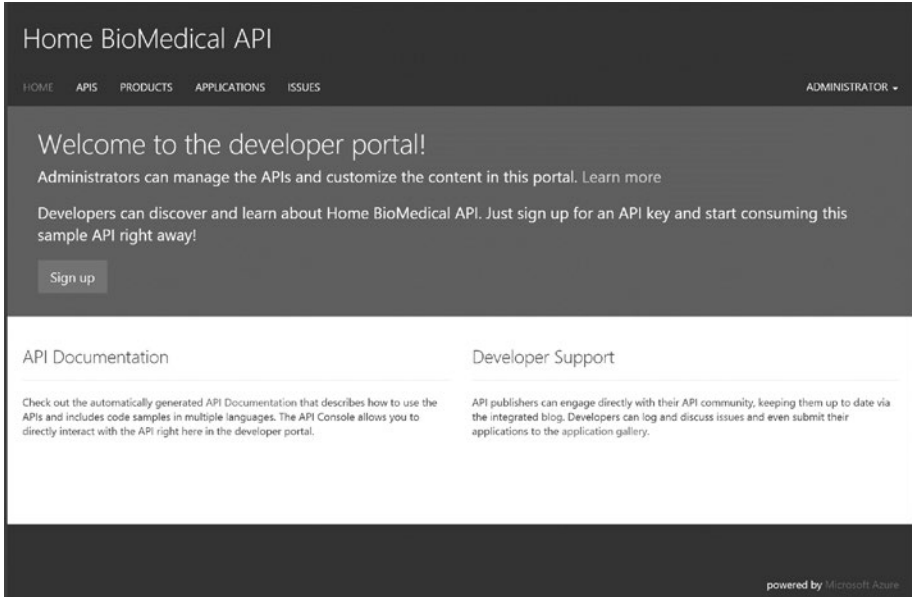 Home BioMedical API
HOME APIS PRODUCTS APPLICATIONS ISSUES ADMINISTRATOR
Welcome to the developer portal!
Administrators can manage the APIs and customize the content in this portal. Learn more
Developers can discover and learn about Home BioMedical API. Just sign up for an API key and start consuming this
sample API right away!
Sign up
API Documentation
Check out the automatically generated API Documentation that describes how to use the
APIs and includes code samples in multiple languages. The API Console allows you to
directly interact with the API right here in the developer portal.
Developer Support
API publishers can engage directly with their API community, keeping them up to date via
the integrated blog. Developers can log and discuss issues and even submit their
applications to the application gallery.
powered by Microsoft Azure